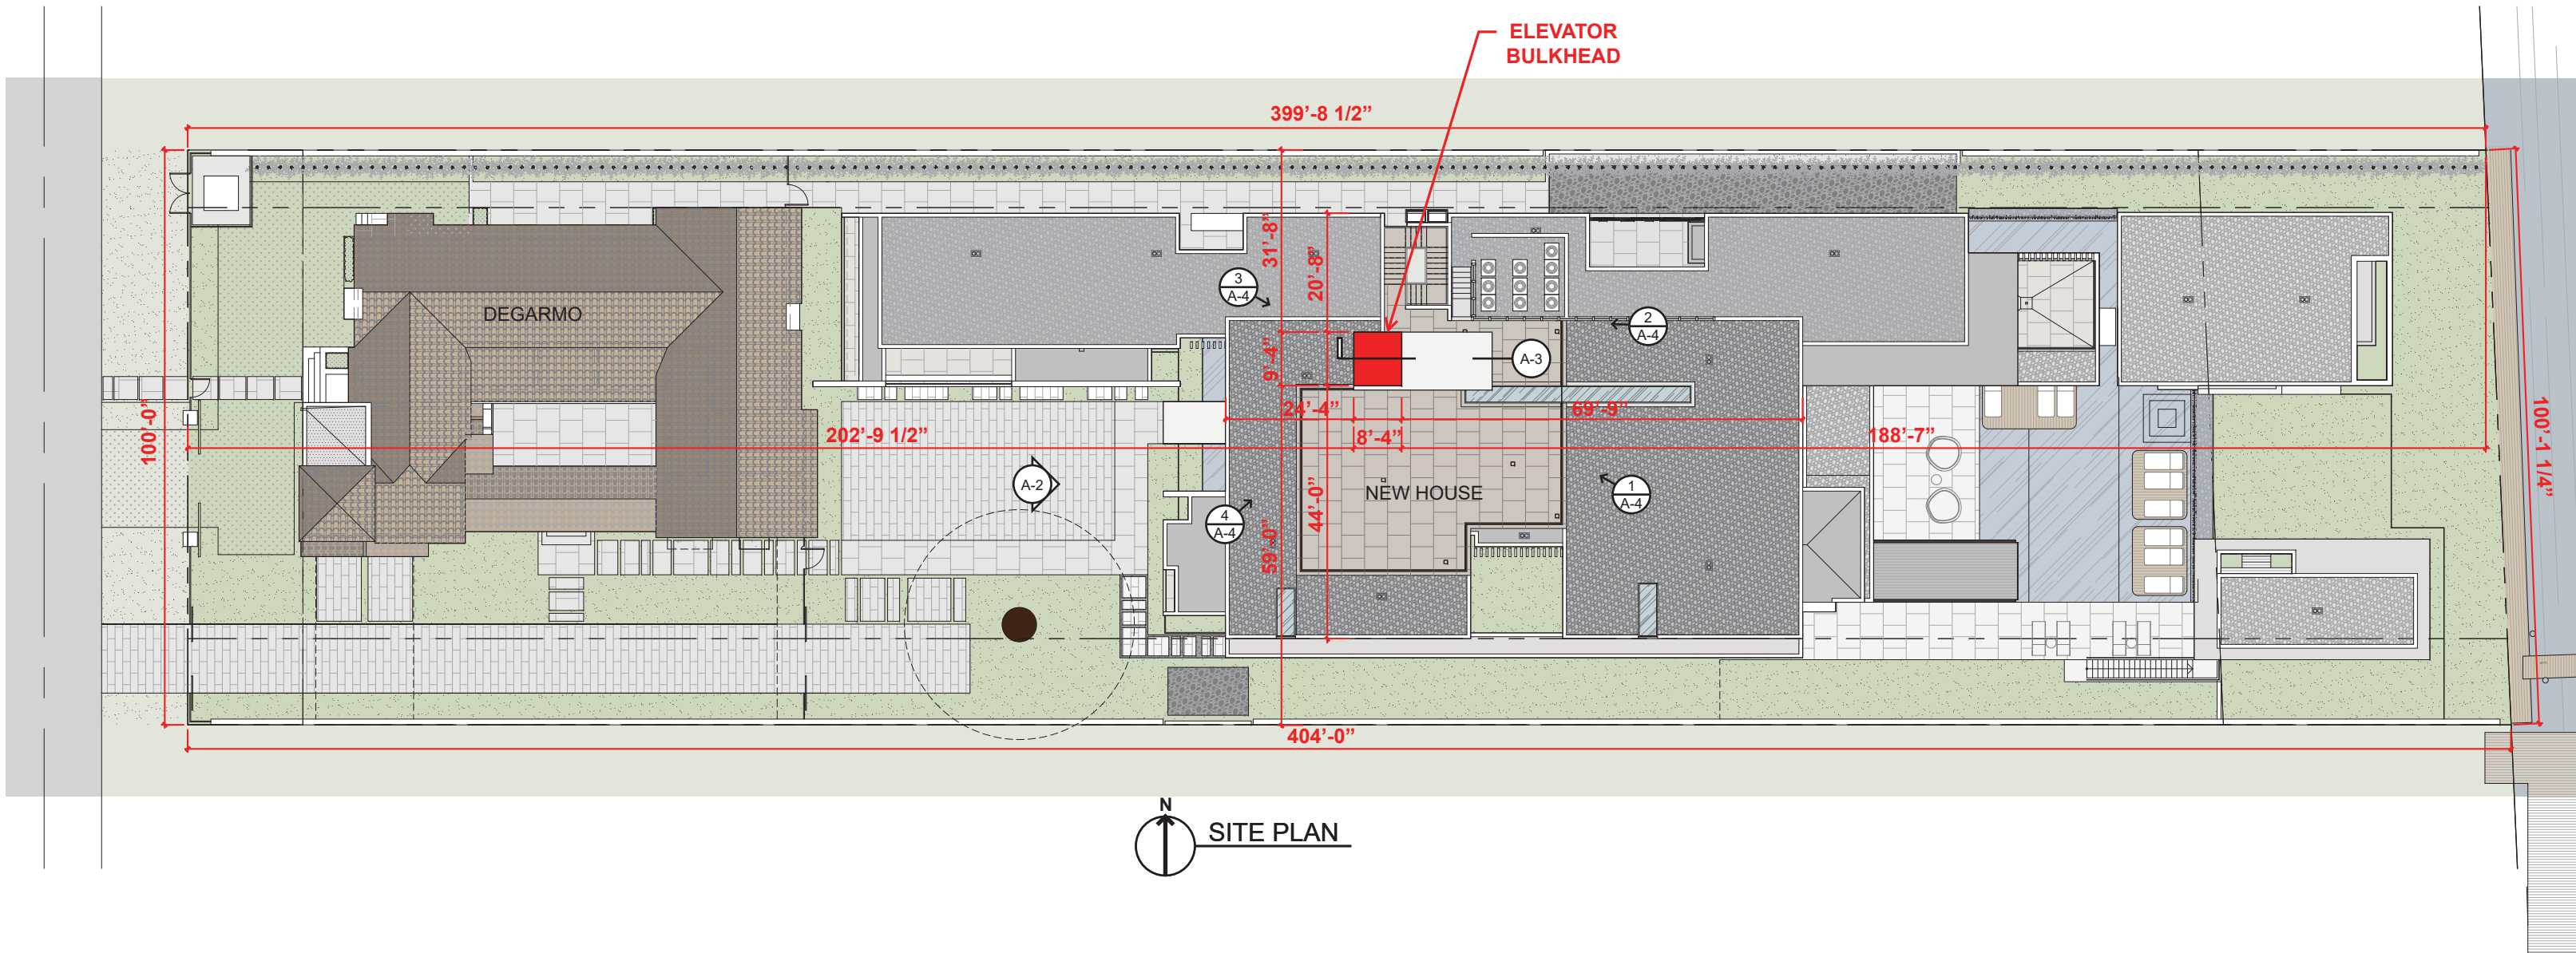 ELEVATOR
BULKHEAD
399’-8 1/2”
31’-8”
20’-8”
3
A-4
2
A-4
DEGARMO
9’-4”
A-3
100’-0”
24’-4”
69’-9”
202’-9 1/2”
8’-4”
188’-7”
100’-1 1/4”
A-2
NEW HOUSE
1
A-4
4
A-4
44’-0”
59’-0”
404’-0”
N
SITE PLAN